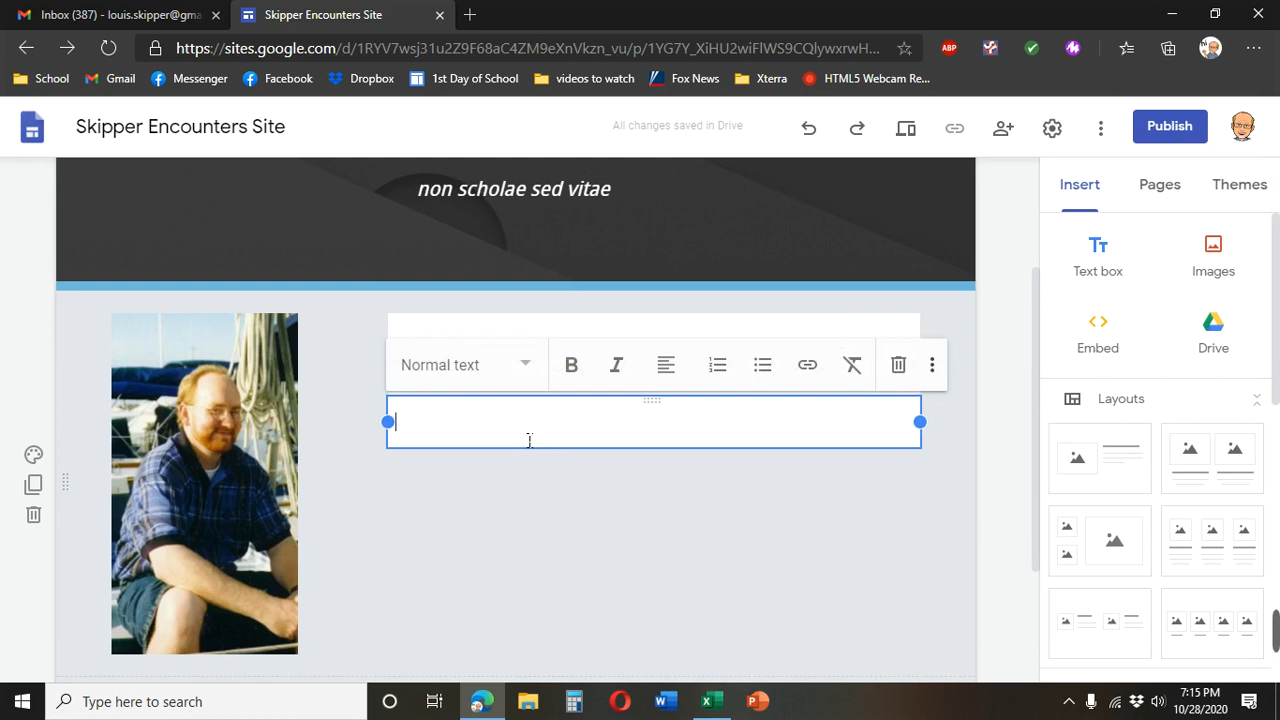 Inbox (387) - louis.skipper@gma
Skipper Encounters Site
https://sites.google.com/d/1RYV7wsj31u2Z9F68aC4ZM9eXnVkzn_vu/p/1YG7Y_XiHU2wiFlWS9CQlywxrwH...
ABP
School
Gmail
Messenger
Facebook
Dropbox
1st Day of School
videos to watch
Fox News
Xterra
HTML5 Webcam Re...
Skipper Encounters Site
All changes saved in Drive
Publish
non scholae sed vitae
Insert
Pages
Themes
Text box
Images
Embed
Drive
Normal text
Layouts
Type here to search
7:15 PM
10/28/2020